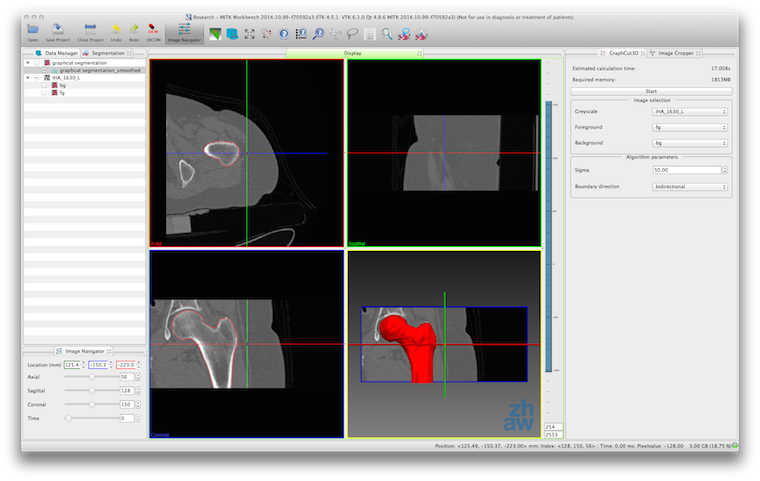 Research – MITK Workbench 2014.10.99-f70592a3 (ITK 4.5.1 VTK 6.1.0 Qt 4.8.6 MITK 2014.10.99-f70592a3) (Not for use in diagnosis or treatment of patients)
Open Save Project Close Project Undo Redo DICOM Image Navigator
Data Manager Segmentation
graphcut segmentation
graphcut segmentation_smoothed
IHA_1630_L
bg
fg
Display
Axial
Sagittal
Coronal
zh
aw
254
2553
GraphCut3D Image Cropper
Estimated calculation time: 17.008s
Required memory: 1813MB
Start
Image selection
Greyscale IHA_1630_L
Foreground fg
Background bg
Algorithm parameters
Sigma 50.00
Boundary direction bidirectional
Image Navigator
Location (mm) 125.4 -150.3 -223.0
Axial 56
Sagittal 128
Coronal 150
Time 0
Position: <125.49, -150.37, -223.00> mm; Index: <128, 150, 56> ; Time: 0.00 ms; Pixelvalue: -128.00 3.00 GB (18.75 %)